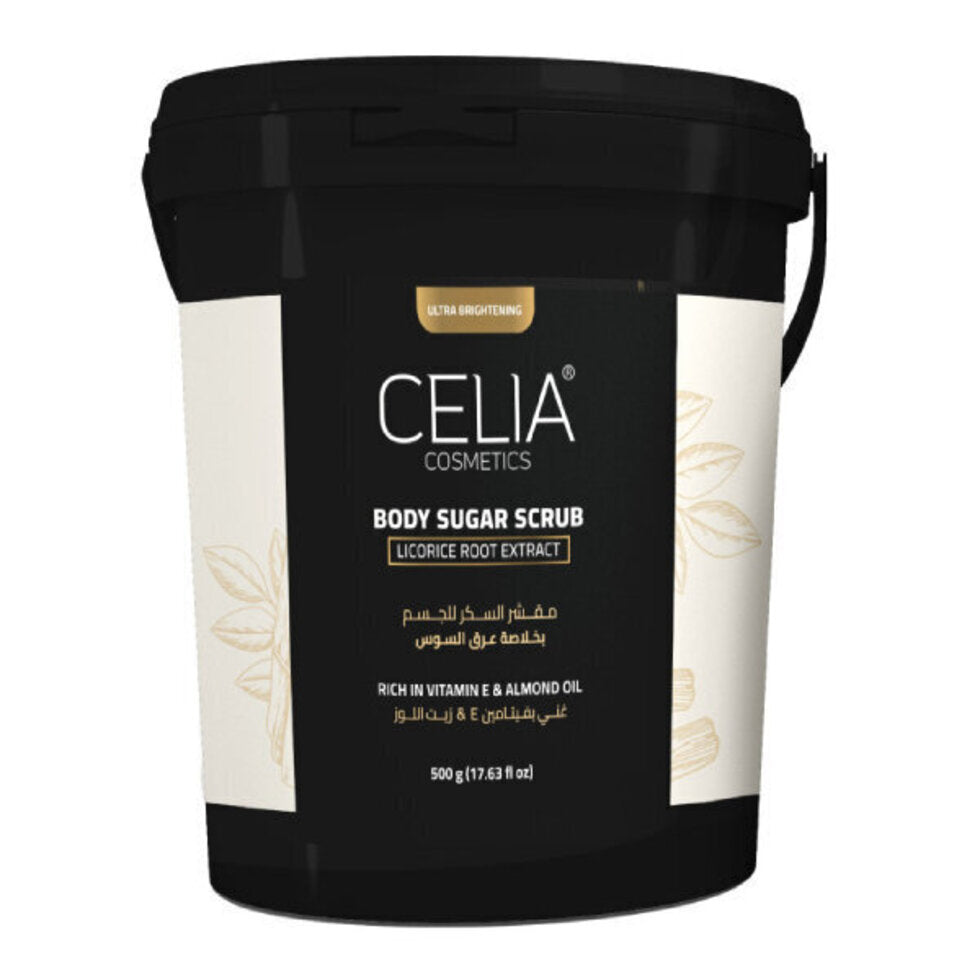 ULTRA BRIGHTENING
CELIA®
COSMETICS
BODY SUGAR SCRUB
LICORICE ROOT EXTRACT
مقشر السكر للجسم
بخلاصة عرق السوس
RICH IN VITAMIN E & ALMOND OIL
غني بفيتامين E & زيت اللوز
500 g (17.63 fl oz)